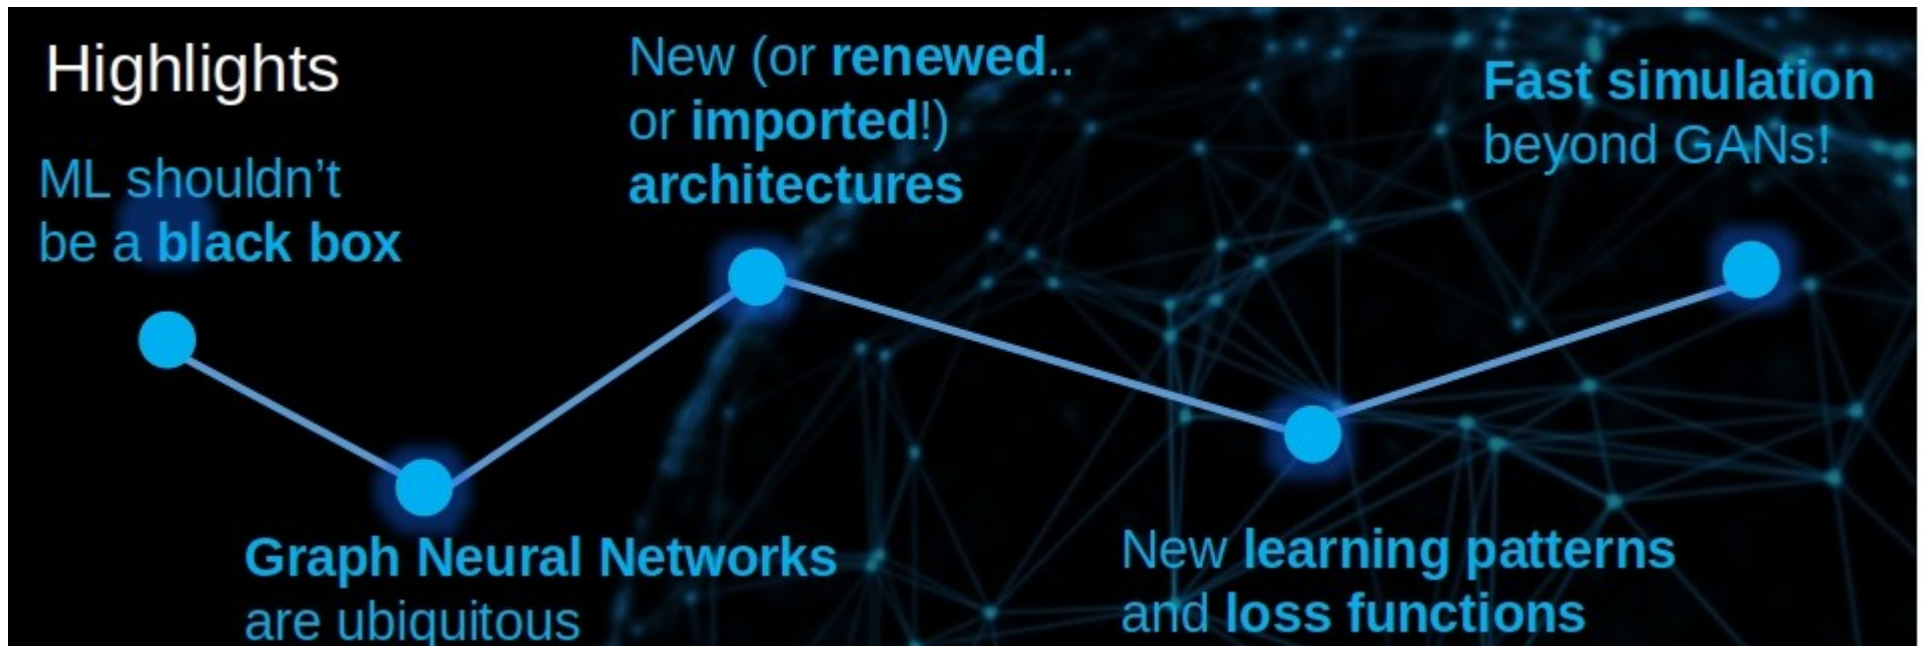 Highlights
ML shouldn’t
be a black box
Graph Neural Networks
are ubiquitous
New (or renewed..
or imported!)
architectures
New learning patterns
and loss functions
Fast simulation
beyond GANs!